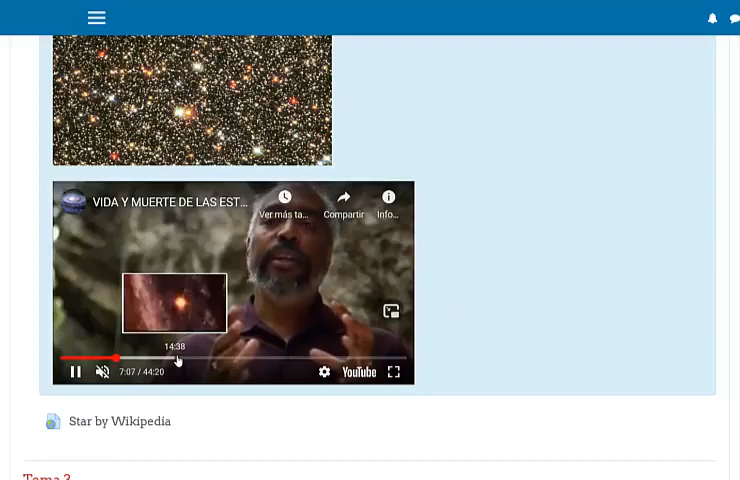 VIDA Y MUERTE DE LAS EST...
Ver más ta...
Compartir
Info...
14:38
7:07 / 44:20
YouTube
Star by Wikipedia
Tema 3